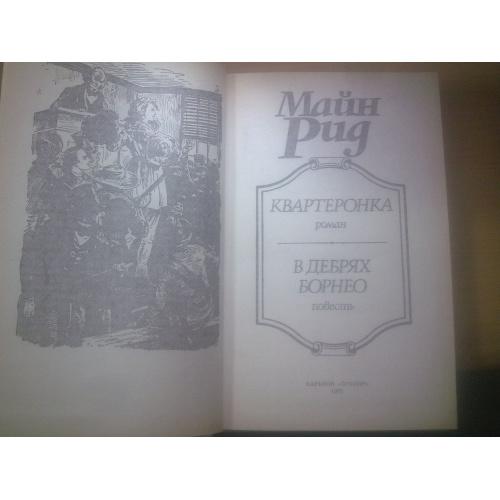 Майн
Рид
КВАРТЕРОНКА
роман
В ДЕБРЯХ
БОРНЕО
повесть